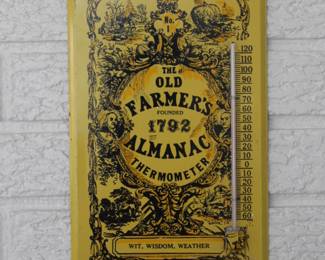 No.
1
THE
OLD
FARMER'S
FOUNDED
1792
ALMANAC
THERMOMETER
WIT, WISDOM, WEATHER
120
110
100
90
80
70
60
50
40
30
20
10
0
10
20
30
40
50
60